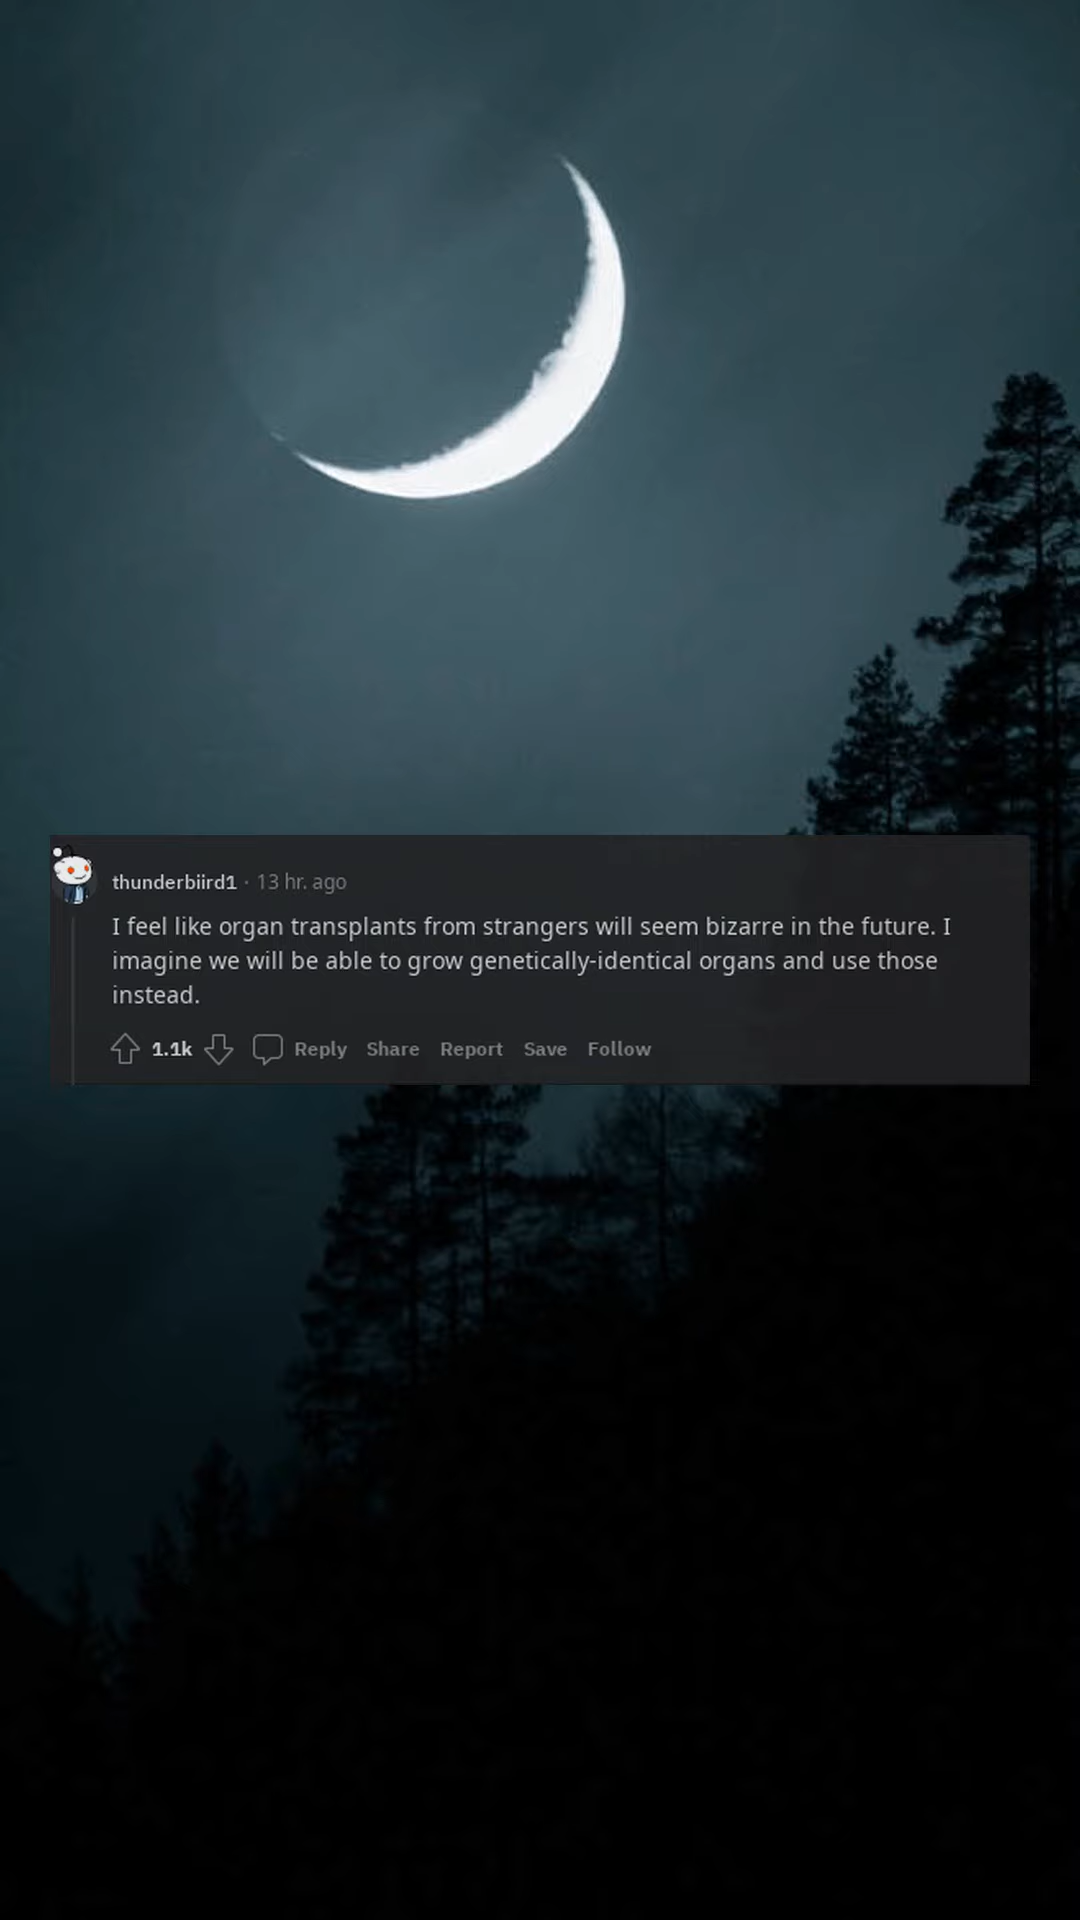 thunderbiird1 · 13 hr. ago
I feel like organ transplants from strangers will seem bizarre in the future. I
imagine we will be able to grow genetically-identical organs and use those
instead.
1.1k Reply Share Report Save Follow